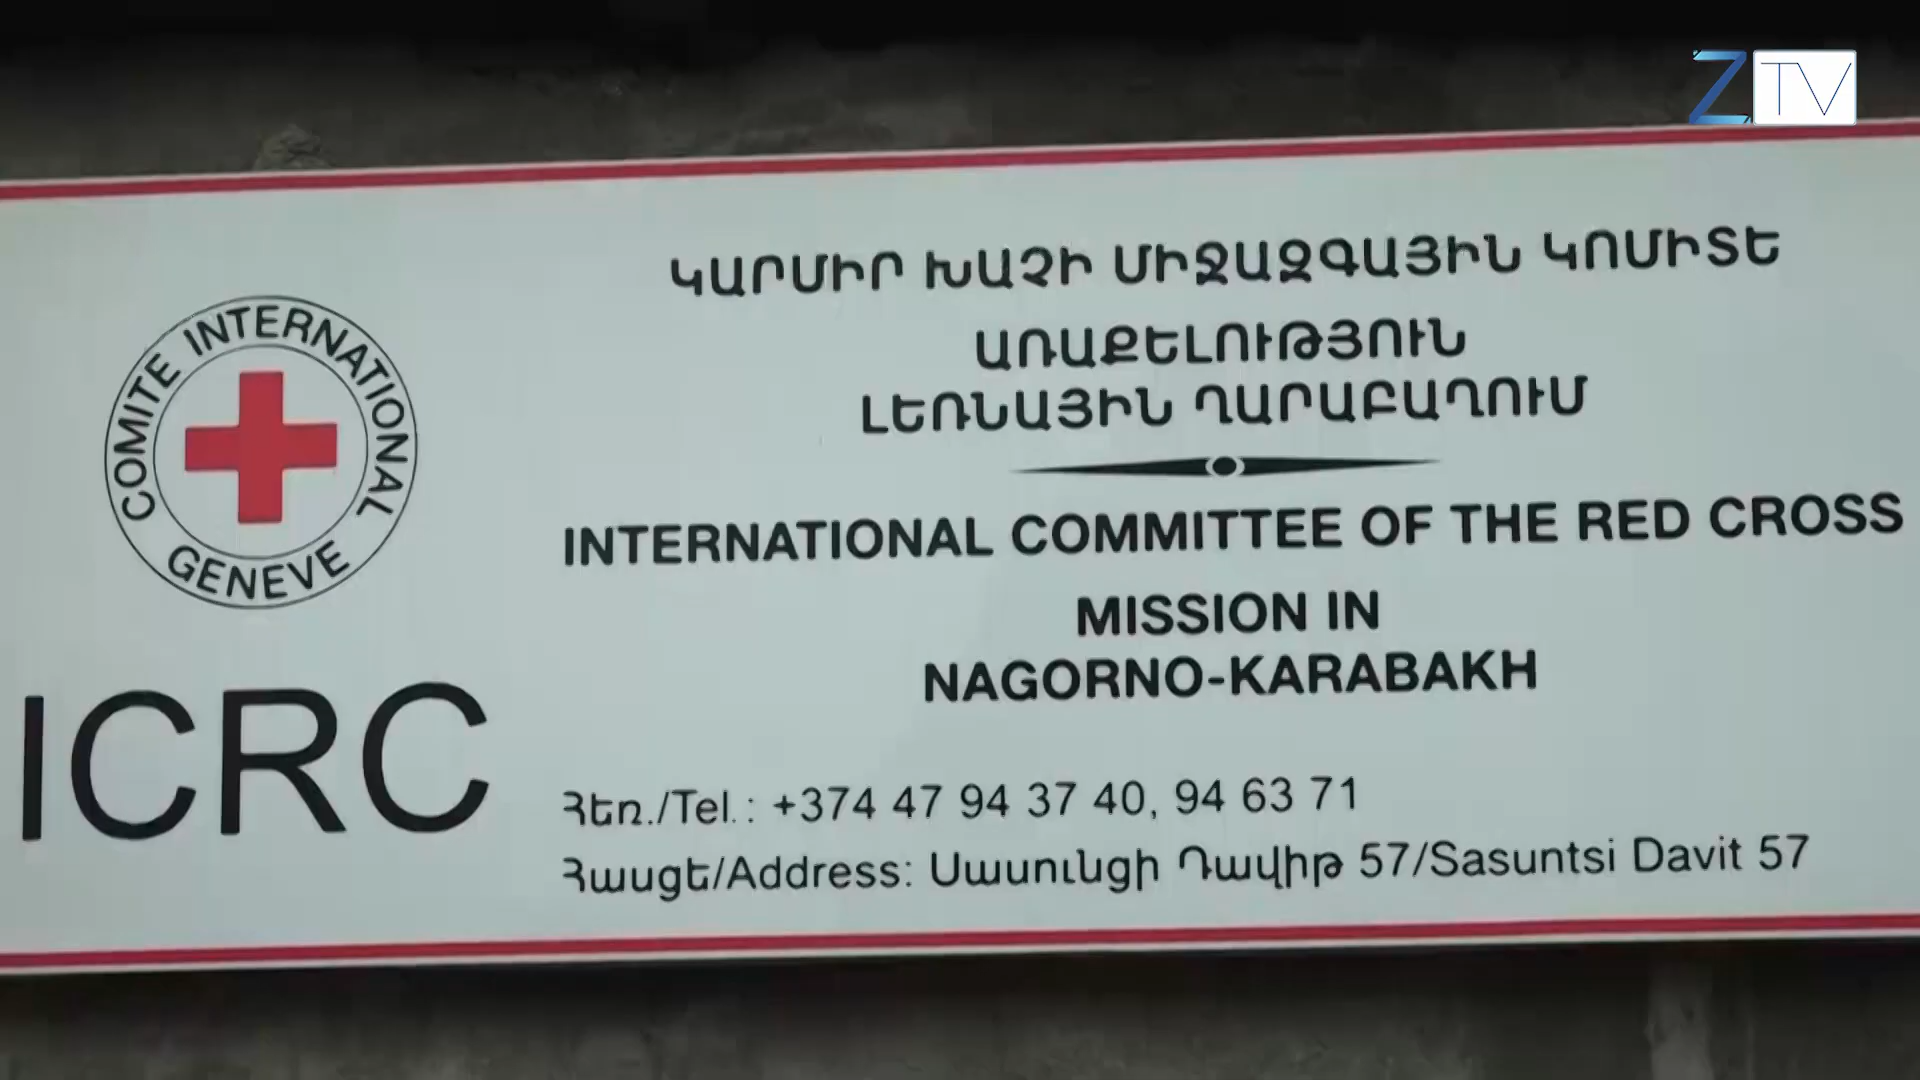 ZTV
ԿԱՐՄԻՐ ԽԱՉԻ ՄԻՋԱԶԳԱՅԻՆ ԿՈՄԻՏԵ
ԱՌԱՔԵԼՈՒԹՅՈՒՆ
ԼԵՌՆԱՅԻՆ ՂԱՐԱԲԱՂՈՒՄ
COMITE INTERNATIONAL
GENEVE
INTERNATIONAL COMMITTEE OF THE RED CROSS
MISSION IN
NAGORNO-KARABAKH
ICRC
Հեռ./Tel.: +374 47 94 37 40, 94 63 71
Հասցե/Address: Սասունցի Դավիթ 57/Sasuntsi Davit 57